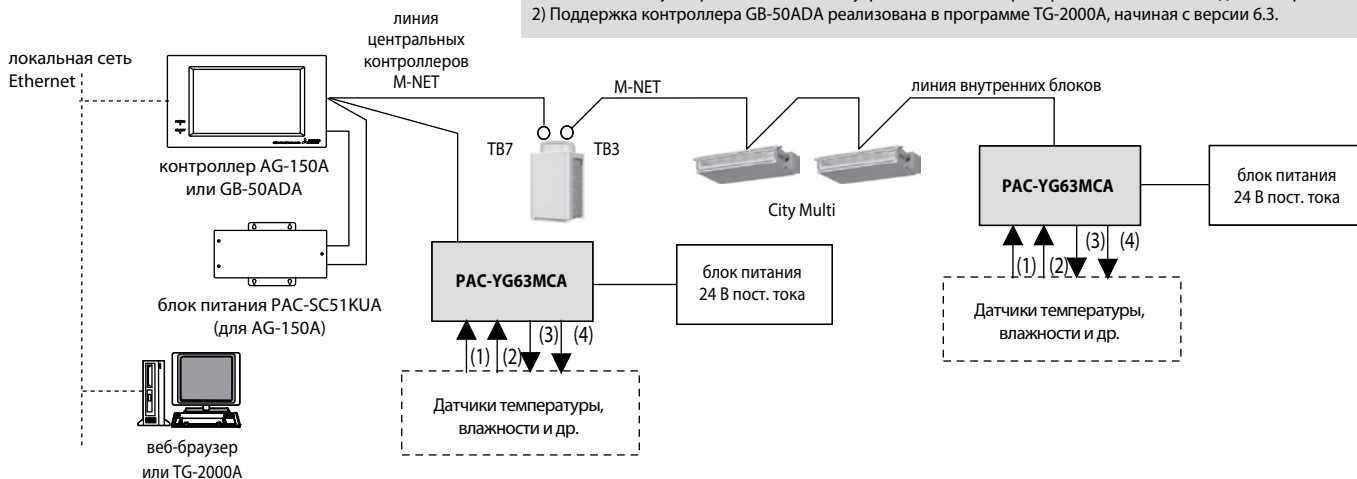 2) Поддержка контроллера GB-50ADA реализована в программе TG-2000A, начиная с версии 6.3.
линия
центральных
контроллеров
M-NET
локальная сеть
Ethernet
M-NET
линия внутренних блоков
TB7
TB3
контроллер AG-150A
или GB-50ADA
City Multi
PAC-YG63MCA
блок питания
24 В пост. тока
(1)
(2)
(3)
(4)
Датчики температуры,
влажности и др.
блок питания PAC-SC51KUA
(для AG-150A)
PAC-YG63MCA
блок питания
24 В пост. тока
(1)
(2)
(3)
(4)
Датчики температуры,
влажности и др.
веб-браузер
или TG-2000A